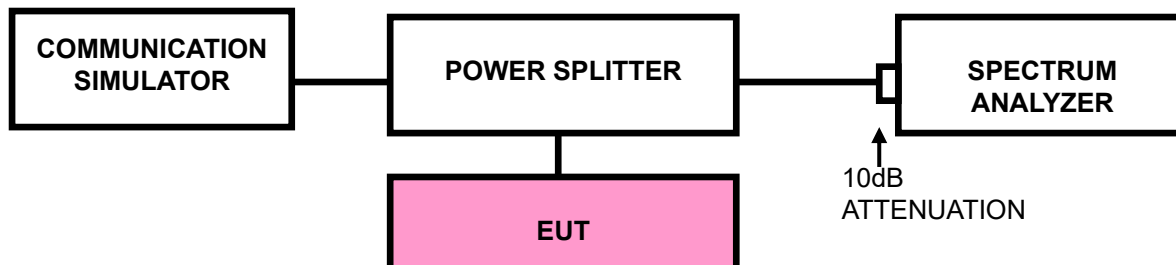 COMMUNICATION
SIMULATOR
POWER SPLITTER
SPECTRUM
ANALYZER
10dB
ATTENUATION
EUT